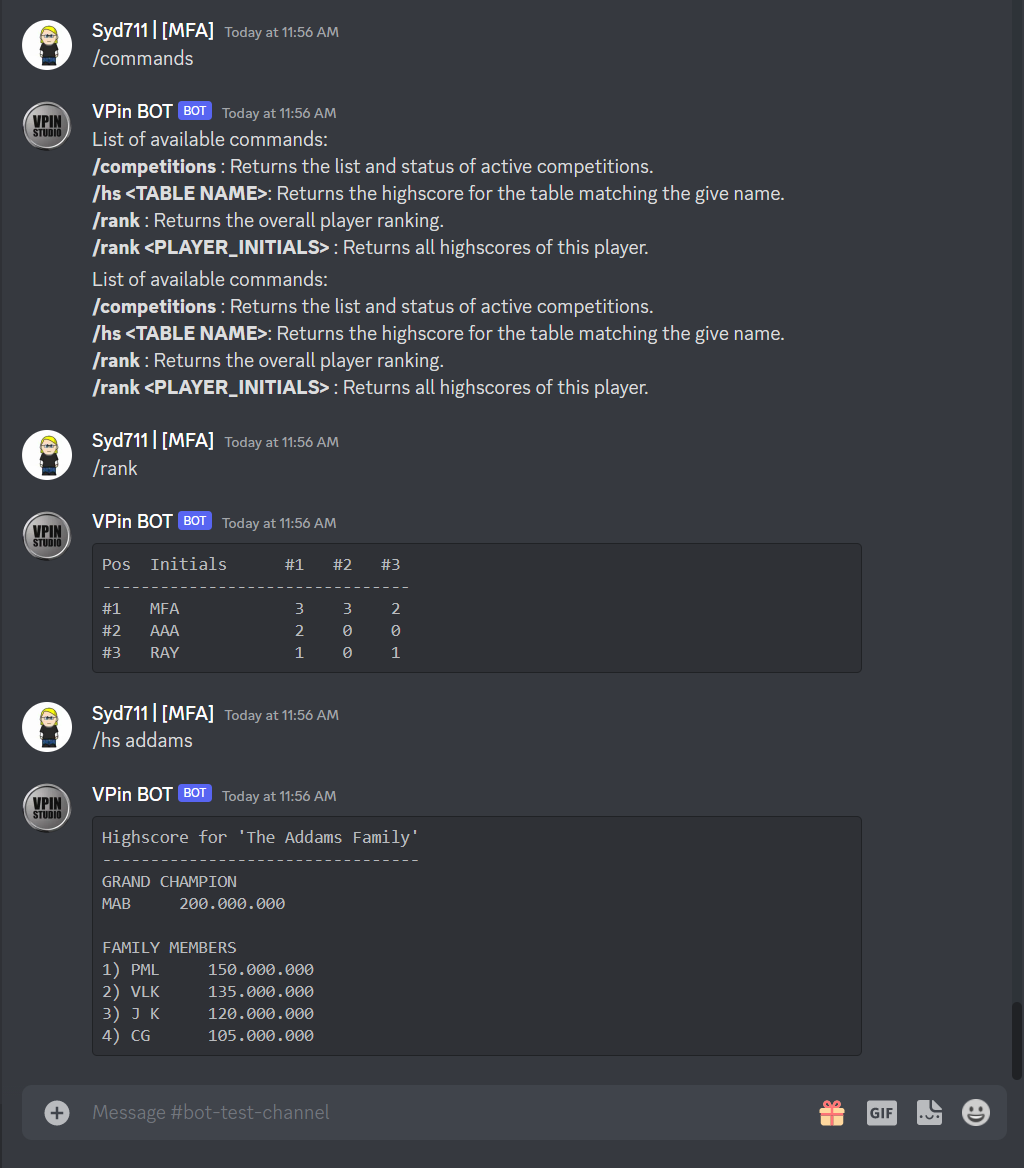 Syd711 | [MFA] Today at 11:56 AM
/commands
VPIN STUDIO
VPin BOT BOT Today at 11:56 AM
List of available commands:
/competitions : Returns the list and status of active competitions.
/hs <TABLE NAME>: Returns the highscore for the table matching the give name.
/rank : Returns the overall player ranking.
/rank <PLAYER_INITIALS> : Returns all highscores of this player.
List of available commands:
/competitions : Returns the list and status of active competitions.
/hs <TABLE NAME>: Returns the highscore for the table matching the give name.
/rank : Returns the overall player ranking.
/rank <PLAYER_INITIALS> : Returns all highscores of this player.
Syd711 | [MFA] Today at 11:56 AM
/rank
VPIN STUDIO
VPin BOT BOT Today at 11:56 AM
Pos  Initials      #1   #2   #3
--------------------------------
#1   MFA            3    3    2
#2   AAA            2    0    0
#3   RAY            1    0    1
Syd711 | [MFA] Today at 11:56 AM
/hs addams
VPIN STUDIO
VPin BOT BOT Today at 11:56 AM
Highscore for 'The Addams Family'
---------------------------------
GRAND CHAMPION
MAB     200.000.000
FAMILY MEMBERS
1) PML     150.000.000
2) VLK     135.000.000
3) J K     120.000.000
4) CG      105.000.000
Message #bot-test-channel GIF